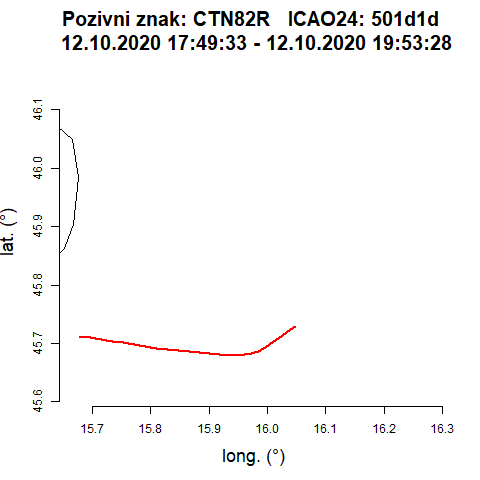 Pozivni znak: CTN82R   ICAO24: 501d1d
12.10.2020 17:49:33 - 12.10.2020 19:53:28
46.1
46.0
45.9
45.8
45.7
45.6
lat. (°)
15.7 15.8 15.9 16.0 16.1 16.2 16.3
long. (°)